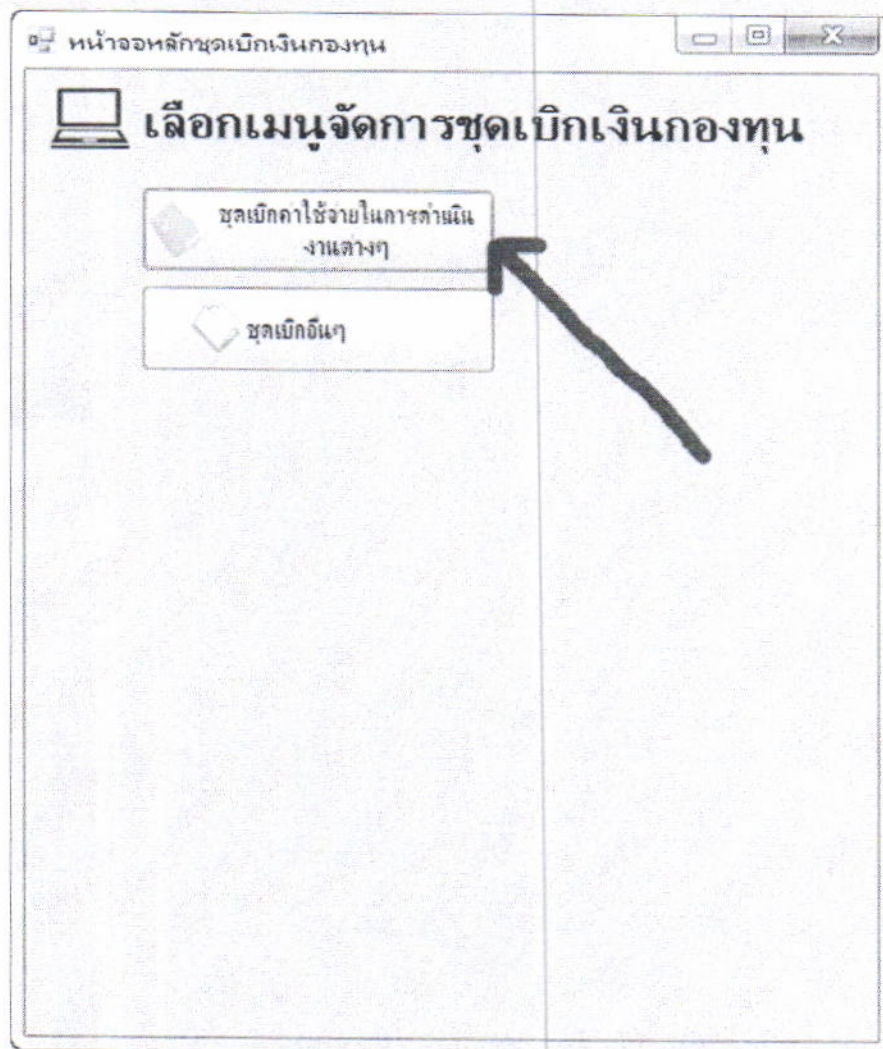 หน้าจอหลักชุดเบิกเงินกองทุน
เลือกเมนูจัดการชุดเบิกเงินกองทุน
ชุดเบิกค่าใช้จ่ายในการดำเนิน
งานต่างๆ
ชุดเบิกอื่นๆ